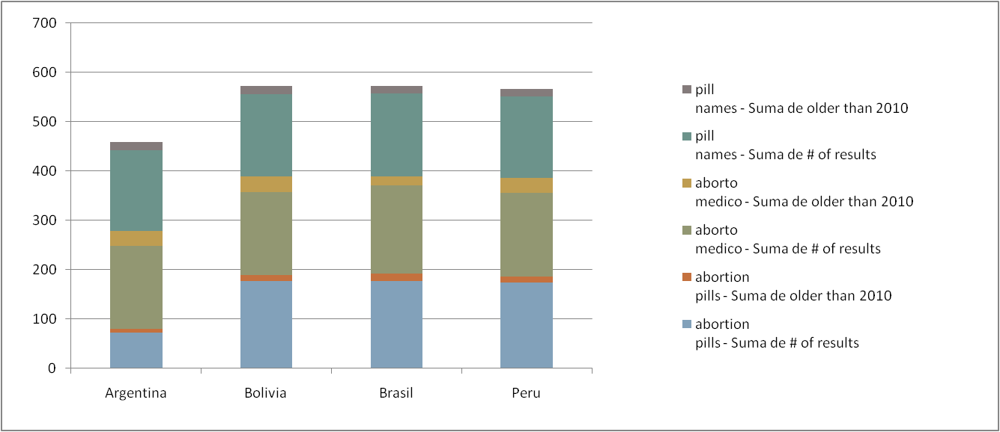 700
600
500
400
300
200
100
0
Argentina
Bolivia
Brasil
Peru
pill
names - Suma de older than 2010
pill
names - Suma de # of results
aborto
medico - Suma de older than 2010
aborto
medico - Suma de # of results
abortion
pills - Suma de older than 2010
abortion
pills - Suma de # of results